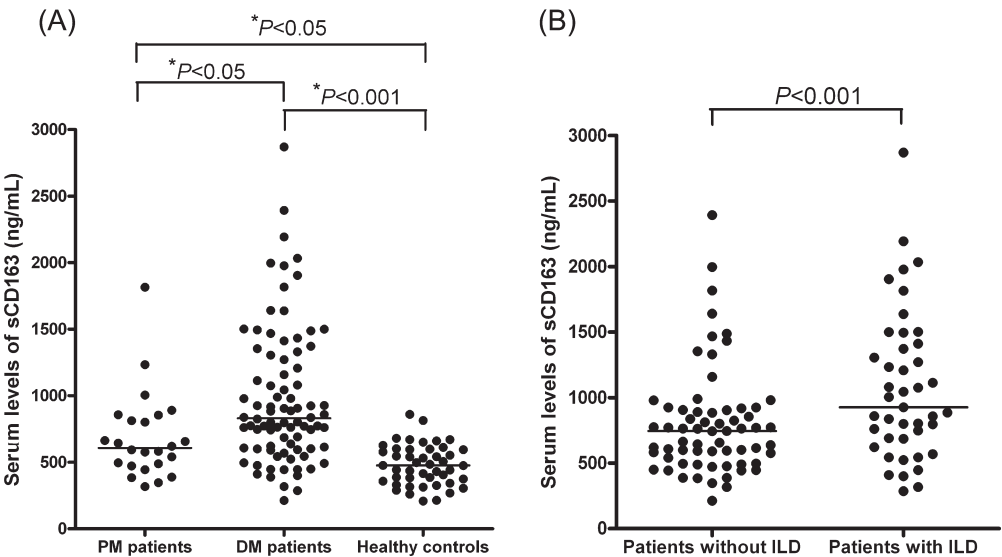 (A)
*P<0.05
*P<0.05
*P<0.001
Serum levels of sCD163 (ng/mL)
3000
2500
2000
1500
1000
500
0
PM patients DM patients Healthy controls
(B)
P<0.001
Serum levels of sCD163 (ng/mL)
3000
2500
2000
1500
1000
500
0
Patients without ILD Patients with ILD